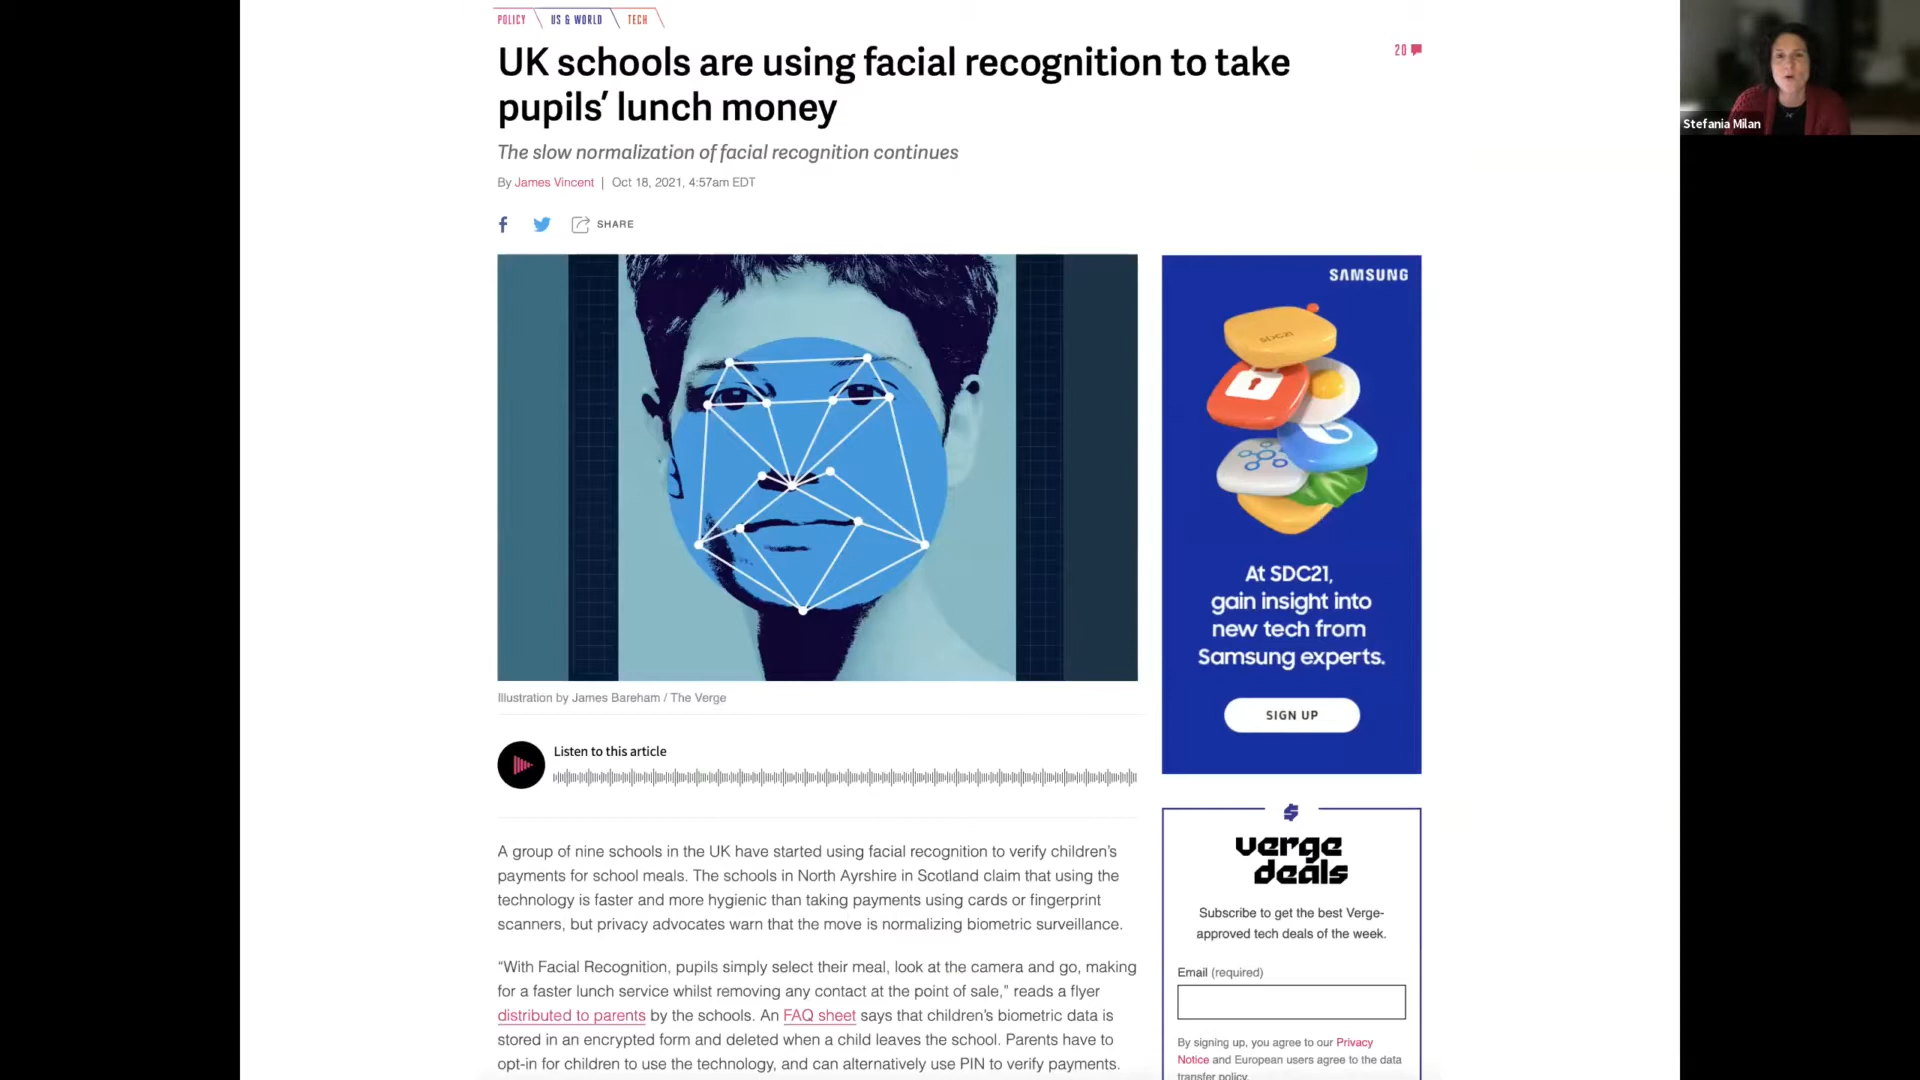 POLICY US & WORLD TECH
UK schools are using facial recognition to take
pupils’ lunch money
20
The slow normalization of facial recognition continues
By James Vincent | Oct 18, 2021, 4:57am EDT
SHARE
Illustration by James Bareham / The Verge
Listen to this article
A group of nine schools in the UK have started using facial recognition to verify children’s
payments for school meals. The schools in North Ayrshire in Scotland claim that using the
technology is faster and more hygienic than taking payments using cards or fingerprint
scanners, but privacy advocates warn that the move is normalizing biometric surveillance.
“With Facial Recognition, pupils simply select their meal, look at the camera and go, making
for a faster lunch service whilst removing any contact at the point of sale,” reads a flyer
distributed to parents by the schools. An FAQ sheet says that children’s biometric data is
stored in an encrypted form and deleted when a child leaves the school. Parents have to
opt-in for children to use the technology, and can alternatively use PIN to verify payments.
SAMSUNG
SDC21
At SDC21,
gain insight into
new tech from
Samsung experts.
SIGN UP
verge
deals
Subscribe to get the best Verge-
approved tech deals of the week.
Email (required)
By signing up, you agree to our Privacy
Notice and European users agree to the data
transfer policy.
Stefania Milan